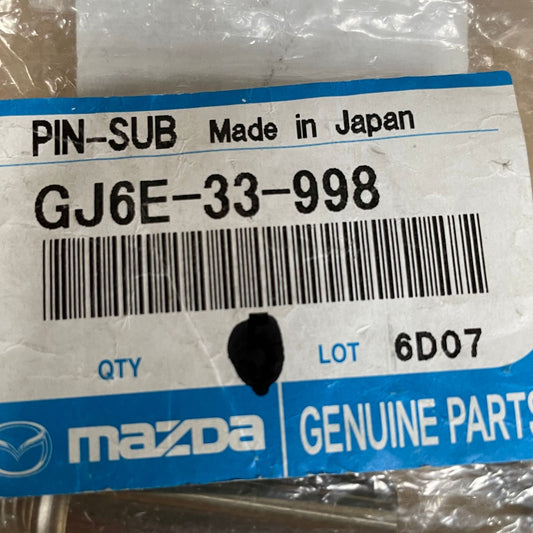 PIN-SUB Made in Japan
GJ6E-33-998
QTY LOT 6D07
mazda GENUINE PARTS